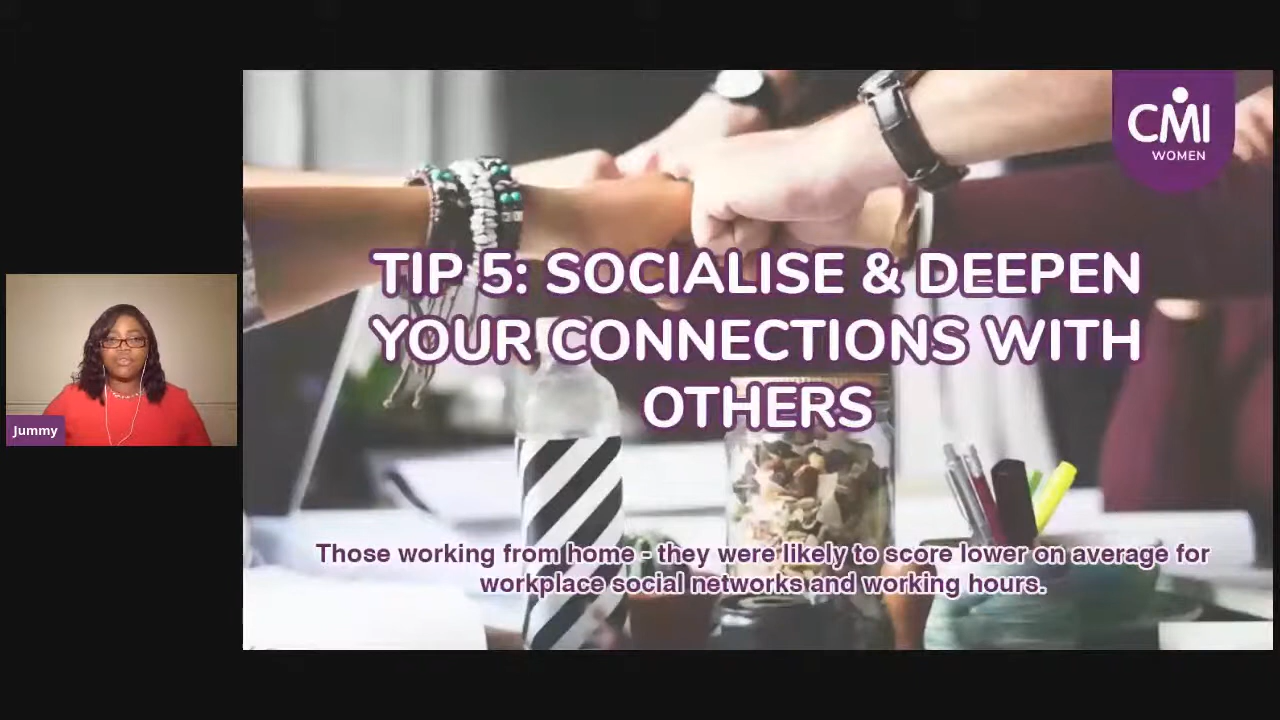 CMI
WOMEN
TIP 5: SOCIALISE & DEEPEN
YOUR CONNECTIONS WITH
OTHERS
Jummy
Those working from home - they were likely to score lower on average for
workplace social networks and working hours.